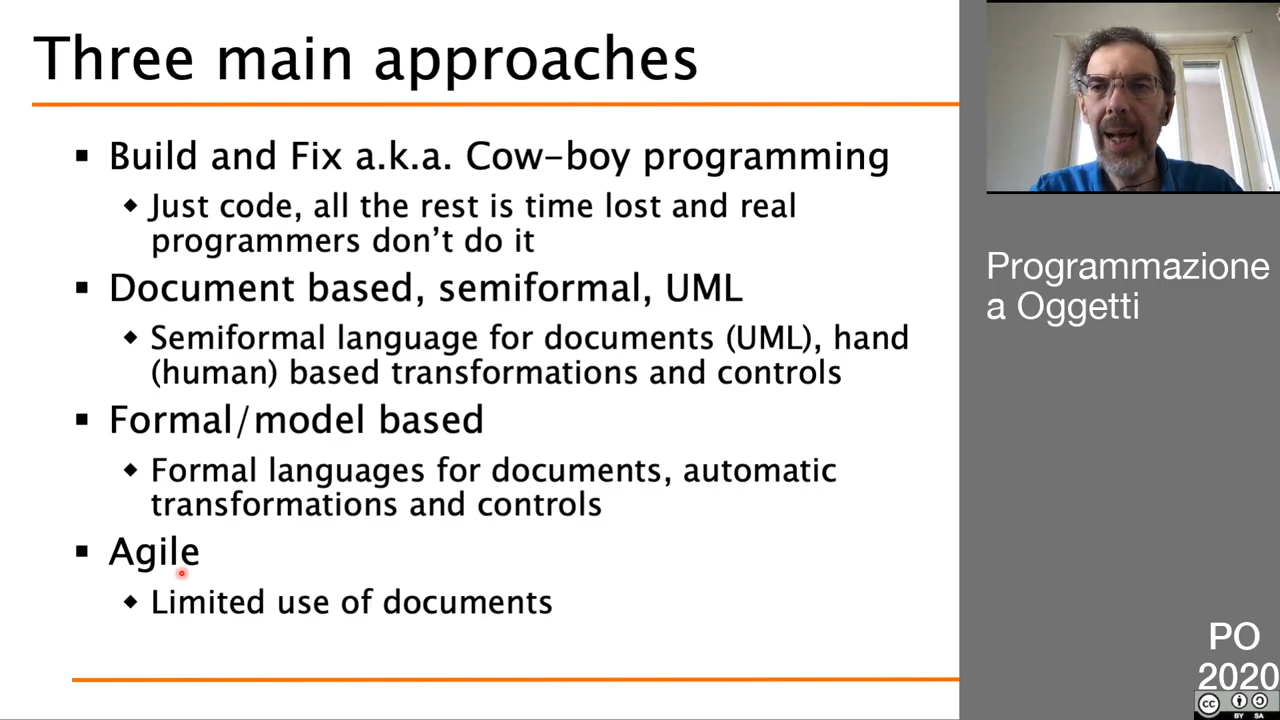 Three main approaches
▪ Build and Fix a.k.a. Cow-boy programming
◆ Just code, all the rest is time lost and real
programmers don’t do it
▪ Document based, semiformal, UML
◆ Semiformal language for documents (UML), hand
(human) based transformations and controls
▪ Formal/model based
◆ Formal languages for documents, automatic
transformations and controls
▪ Agile
◆ Limited use of documents
Programmazione
a Oggetti
PO
2020
cc
BY SA